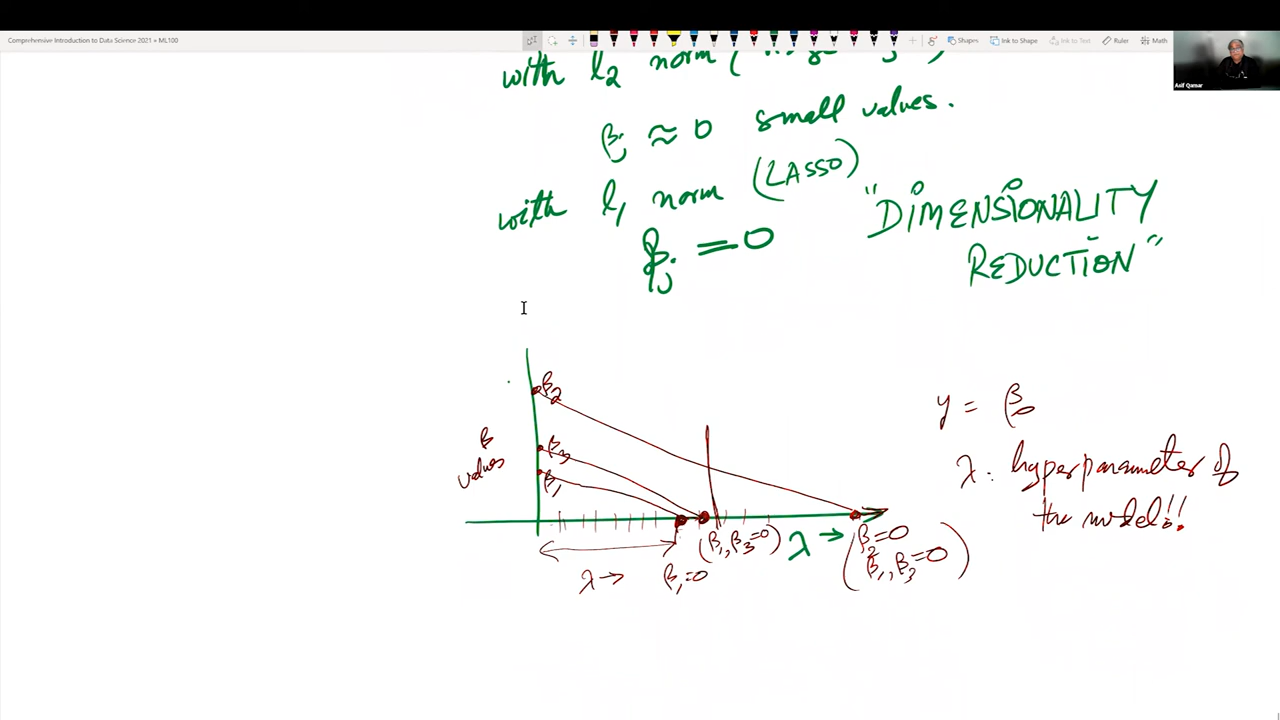 Comprehensive Introduction to Data Science 2021 + ML100
Shapes
Ink to Shape
Ink to Text
Ruler
Math
Asif Qamar
with l₂ norm (
βⱼ ≈ 0 small values.
with l₁ norm (LASSO)
βⱼ = 0
"DIMENSIONALITY
REDUCTION"
β₂
β
values
β₃
β₁
y = β₀
λ: hyperparameter of
the model!!
(β₁, β₃=0)
λ →
β₂=0
(β₁, β₃=0)
λ →
β₁=0